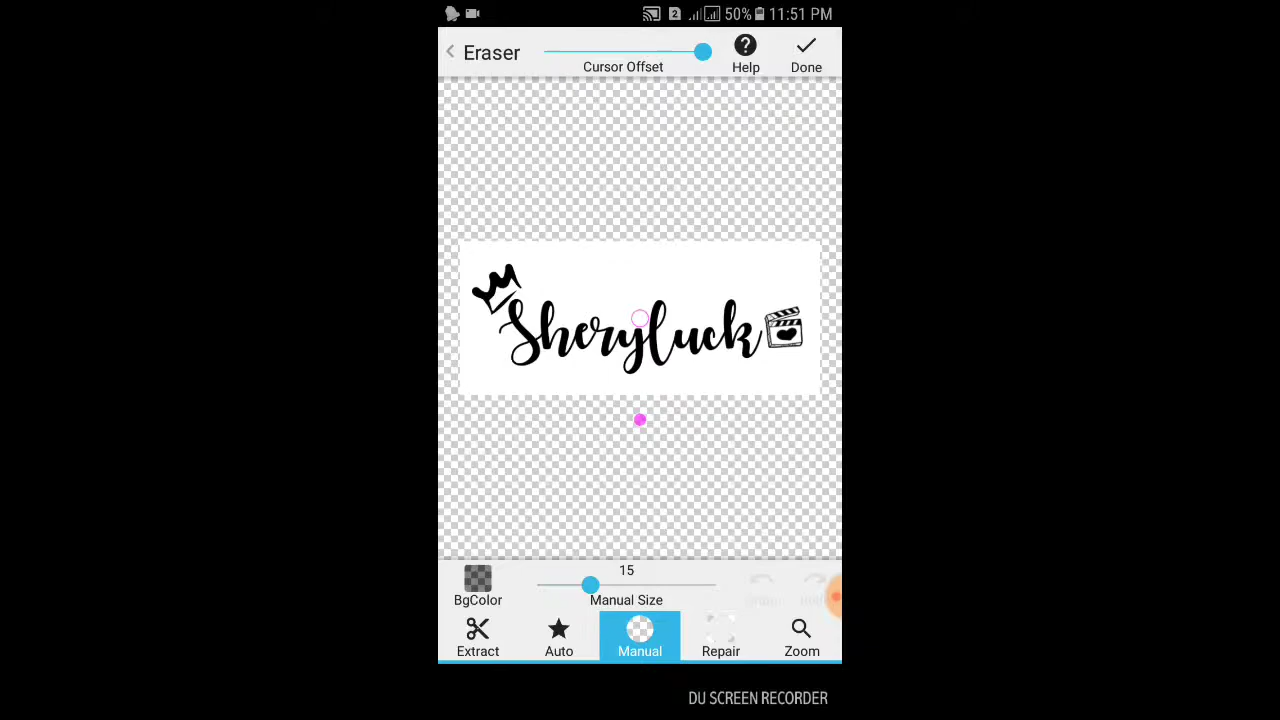 2 50% 11:51 PM
Eraser
Cursor Offset
Help
Done
Sheryluck
15
BgColor
Manual Size
Extract
Auto
Manual
Repair
Zoom
DU SCREEN RECORDER